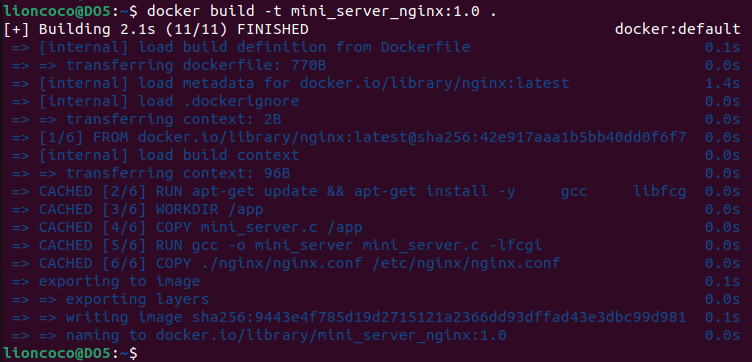 lioncoco@DO5:~$ docker build -t mini_server_nginx:1.0 .
[+] Building 2.1s (11/11) FINISHED docker:default
=> [internal] load build definition from Dockerfile 0.1s
=> => transferring dockerfile: 770B 0.0s
=> [internal] load metadata for docker.io/library/nginx:latest 1.4s
=> [internal] load .dockerignore 0.0s
=> => transferring context: 2B 0.0s
=> [1/6] FROM docker.io/library/nginx:latest@sha256:42e917aaa1b5bb40dd0f6f7 0.0s
=> [internal] load build context 0.0s
=> => transferring context: 96B 0.0s
=> CACHED [2/6] RUN apt-get update && apt-get install -y gcc libfcg 0.0s
=> CACHED [3/6] WORKDIR /app 0.0s
=> CACHED [4/6] COPY mini_server.c /app 0.0s
=> CACHED [5/6] RUN gcc -o mini_server mini_server.c -lfcgi 0.0s
=> CACHED [6/6] COPY ./nginx/nginx.conf /etc/nginx/nginx.conf 0.0s
=> exporting to image 0.1s
=> => exporting layers 0.0s
=> => writing image sha256:9443e4f785d19d2715121a2366dd93dffad43e3dbc99d981 0.1s
=> => naming to docker.io/library/mini_server_nginx:1.0 0.0s
lioncoco@DO5:~$